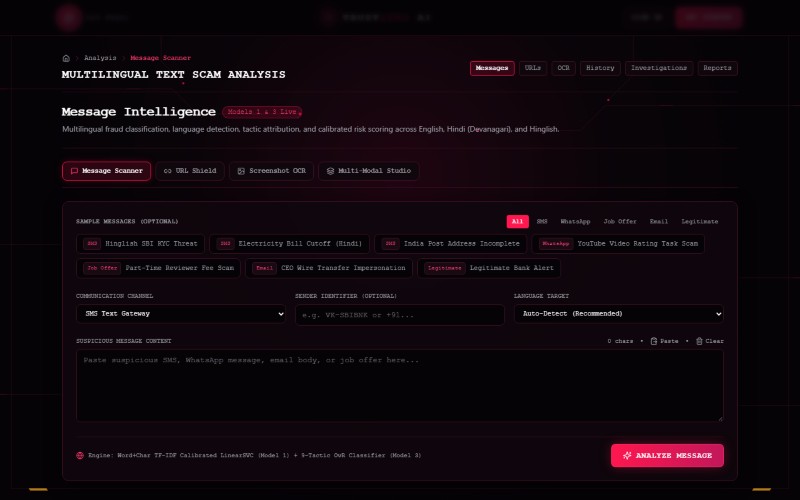 Analysis › Message Scanner
MULTILINGUAL TEXT SCAM ANALYSIS
Messages URLs OCR History Investigations Reports
Message Intelligence Models 1 & 3 Live
Multilingual fraud classification, language detection, tactic attribution, and calibrated risk scoring across English, Hindi (Devanagari), and Hinglish.
Message Scanner URL Shield Screenshot OCR Multi-Modal Studio
SAMPLE MESSAGES (OPTIONAL) All SMS WhatsApp Job Offer Email Legitimate
SMS Hinglish SBI KYC Threat SMS Electricity Bill Cutoff (Hindi) SMS India Post Address Incomplete WhatsApp YouTube Video Rating Task Scam
Job Offer Part-Time Reviewer Fee Scam Email CEO Wire Transfer Impersonation Legitimate Legitimate Bank Alert
COMMUNICATION CHANNEL SENDER IDENTIFIER (OPTIONAL) LANGUAGE TARGET
SMS Text Gateway e.g. VK-SBIBNK or +91... Auto-Detect (Recommended)
SUSPICIOUS MESSAGE CONTENT 0 chars • Paste • Clear
Paste suspicious SMS, WhatsApp message, email body, or job offer here...
Engine: Word+Char TF-IDF Calibrated LinearSVC (Model 1) + 9-Tactic OvR Classifier (Model 3) ANALYZE MESSAGE